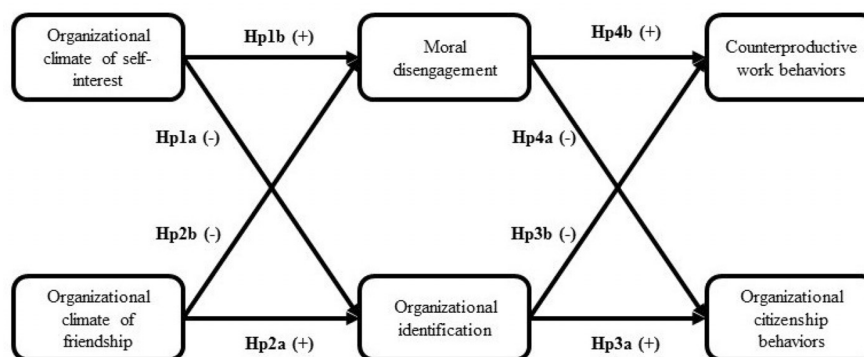 Organizational
climate of self-
interest
Hp1b (+)
Moral
disengagement
Hp4b (+)
Counterproductive
work behaviors
Hp1a (-)
Hp4a (-)
Hp2b (-)
Hp3b (-)
Organizational
climate of
friendship
Hp2a (+)
Organizational
identification
Hp3a (+)
Organizational
citizenship
behaviors